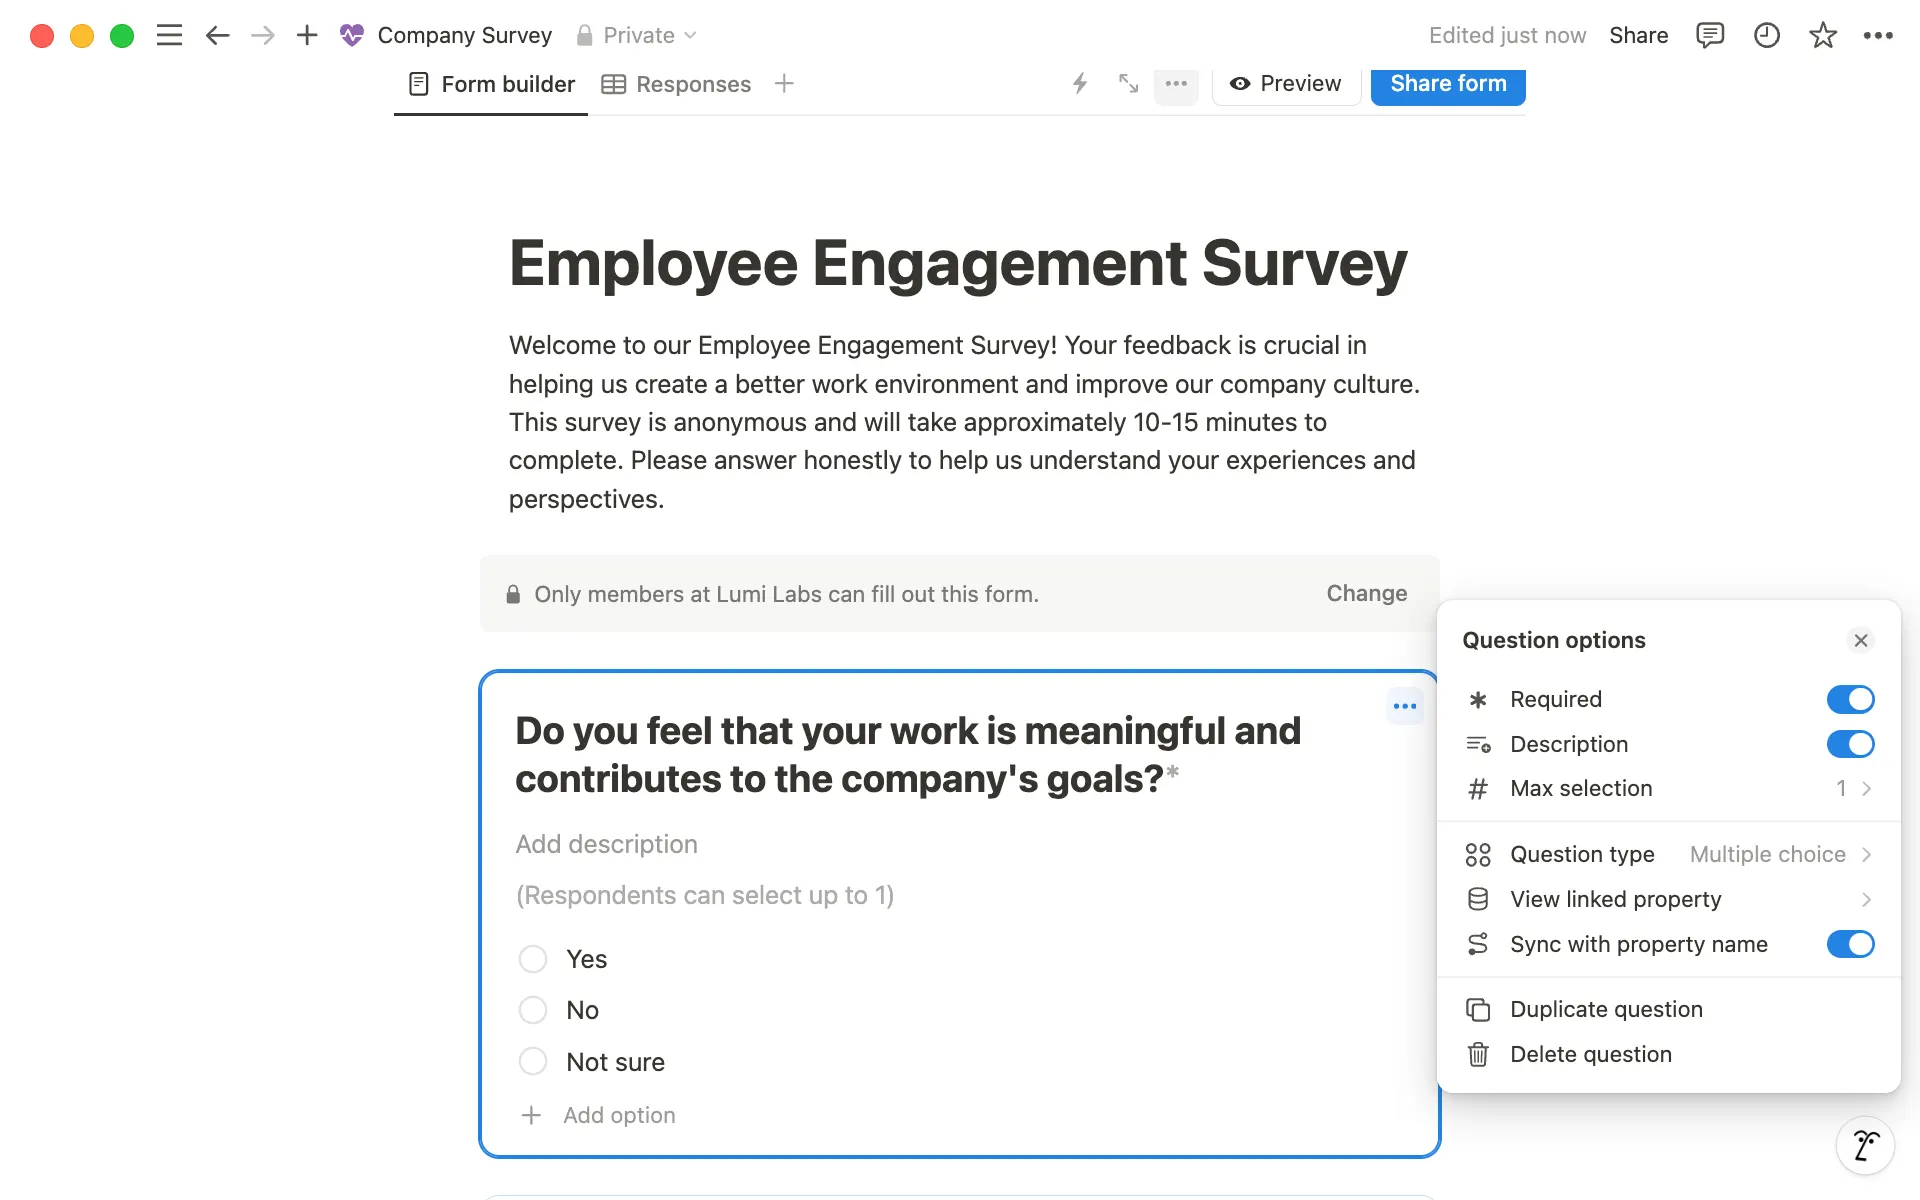 Company Survey
Private
Edited just now
Share
Form builder
Responses
Preview
Share form
Employee Engagement Survey
Welcome to our Employee Engagement Survey! Your feedback is crucial in
helping us create a better work environment and improve our company culture.
This survey is anonymous and will take approximately 10-15 minutes to
complete. Please answer honestly to help us understand your experiences and
perspectives.
Only members at Lumi Labs can fill out this form.
Change
Do you feel that your work is meaningful and
contributes to the company's goals?*
Add description
(Respondents can select up to 1)
Yes
No
Not sure
Add option
Question options
Required
Description
Max selection 1
Question type Multiple choice
View linked property
Sync with property name
Duplicate question
Delete question